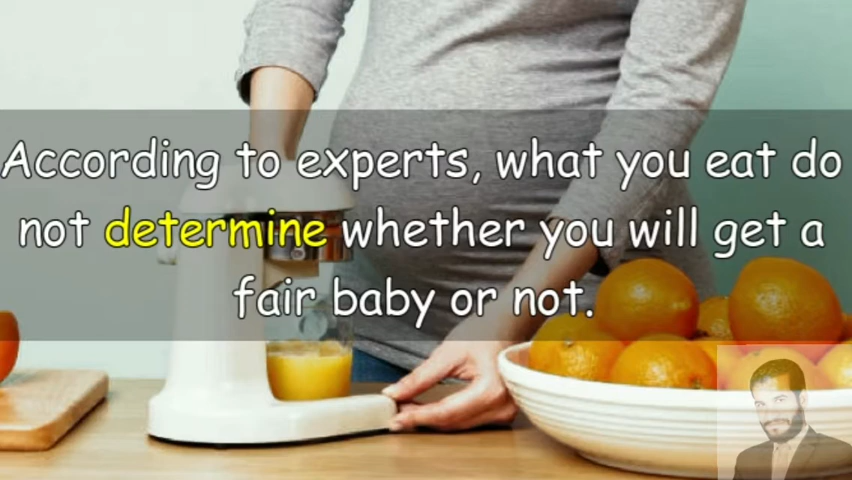 According to experts, what you eat do
not determine whether you will get a
fair baby or not.